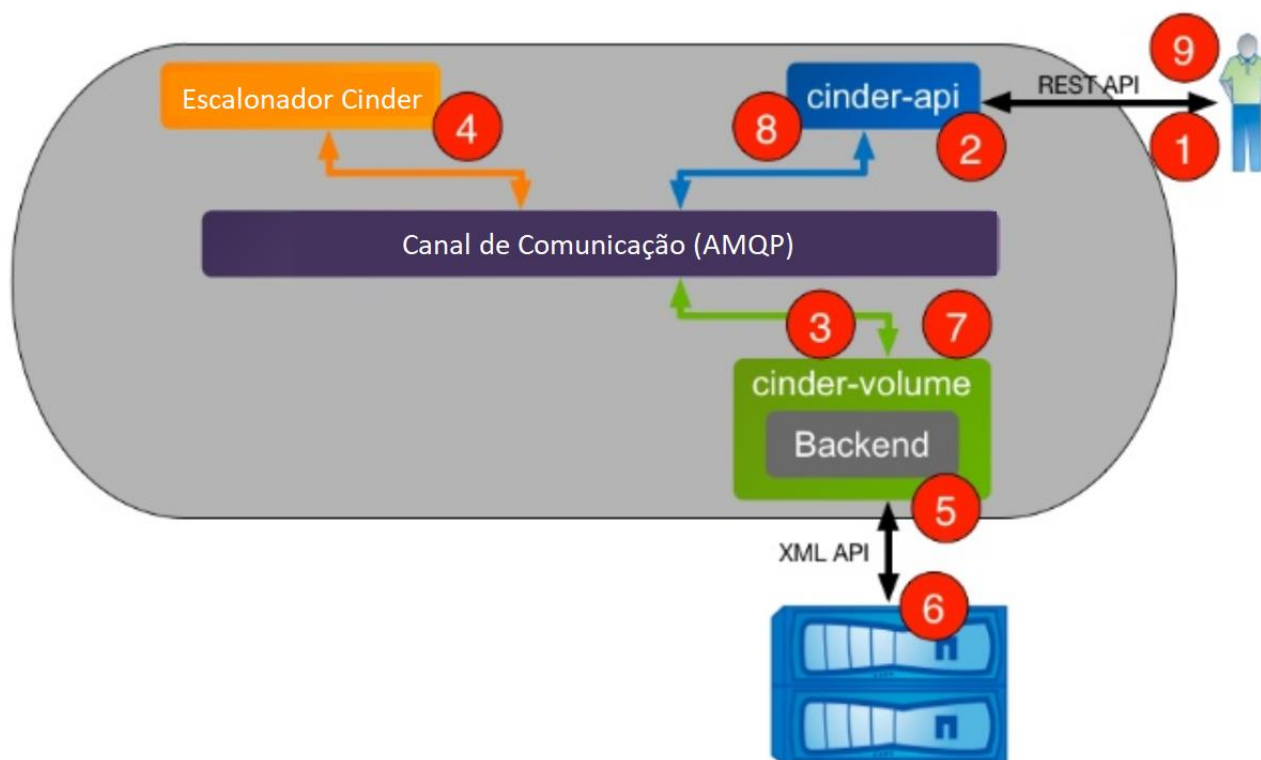 9
Escalonador Cinder
cinder-api
REST API
4
8
2
1
Canal de Comunicação (AMQP)
3
7
cinder-volume
Backend
5
XML API
6